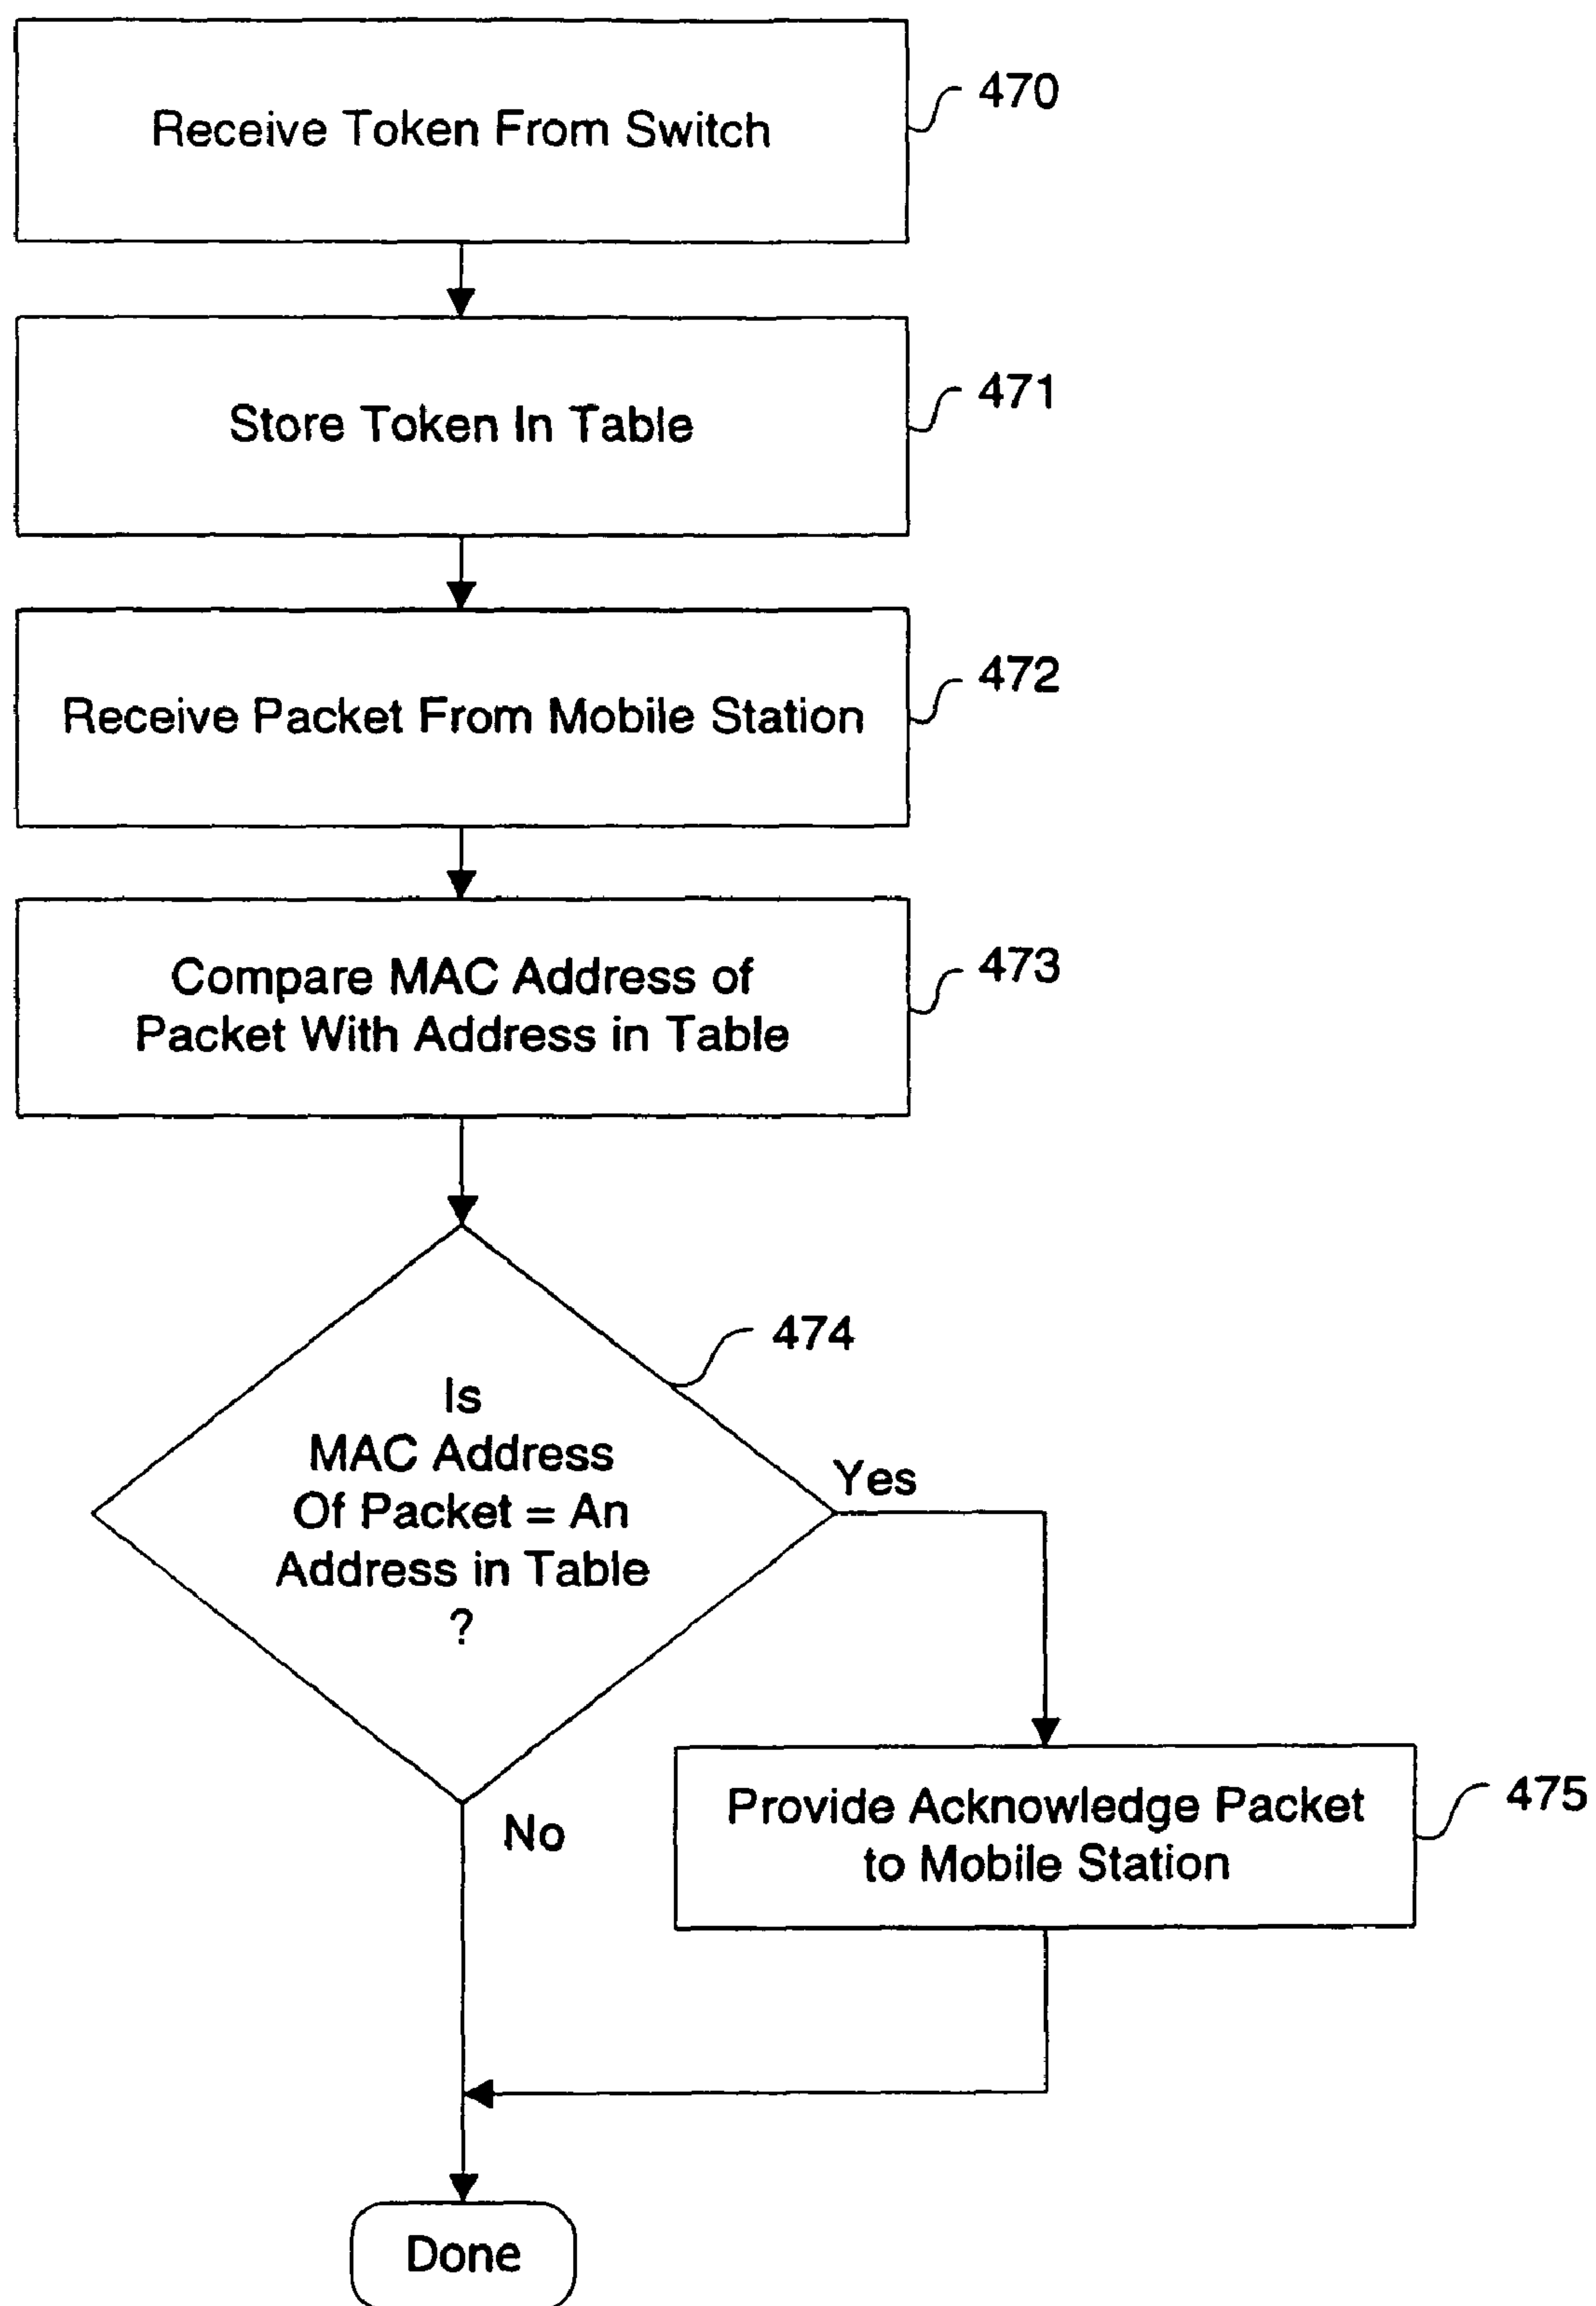 Receive Token From Switch
470
Store Token In Table
471
Receive Packet From Mobile Station
472
Compare MAC Address of
Packet With Address in Table
473
474
Is
MAC Address
Of Packet = An
Address in Table
?
Yes
No
Provide Acknowledge Packet
to Mobile Station
475
Done